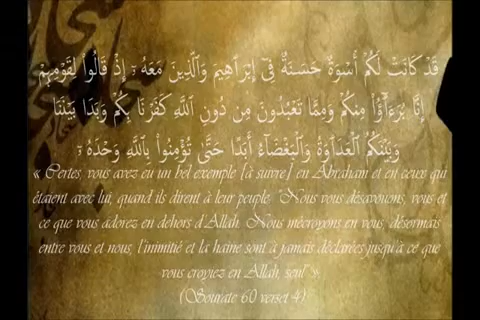 قَدْ كَانَتْ لَكُمْ أُسْوَةٌ حَسَنَةٌ فِىٓ إِبْرَٰهِيمَ وَٱلَّذِينَ مَعَهُۥٓ إِذْ قَالُوا۟ لِقَوْمِهِمْ
إِنَّا بُرَءَٰٓؤُا۟ مِنكُمْ وَمِمَّا تَعْبُدُونَ مِن دُونِ ٱللَّهِ كَفَرْنَا بِكُمْ وَبَدَا بَيْنَنَا
وَبَيْنَكُمُ ٱلْعَدَٰوَةُ وَٱلْبَغْضَآءُ أَبَدًا حَتَّىٰ تُؤْمِنُوا۟ بِٱللَّهِ وَحْدَهُۥٓ
« Certes, vous avez eu un bel exemple [à suivre] en Abraham et en ceux qui
étaient avec lui, quand ils dirent à leur peuple: "Nous vous désavouons, vous et
ce que vous adorez en dehors d'Allah. Nous mécroyons en vous, désormais
entre vous et nous, l'inimitié et la haine sont à jamais déclarées jusqu'à ce que
vous croyiez en Allah, seul" ».
(Sourate 60 verset 4)